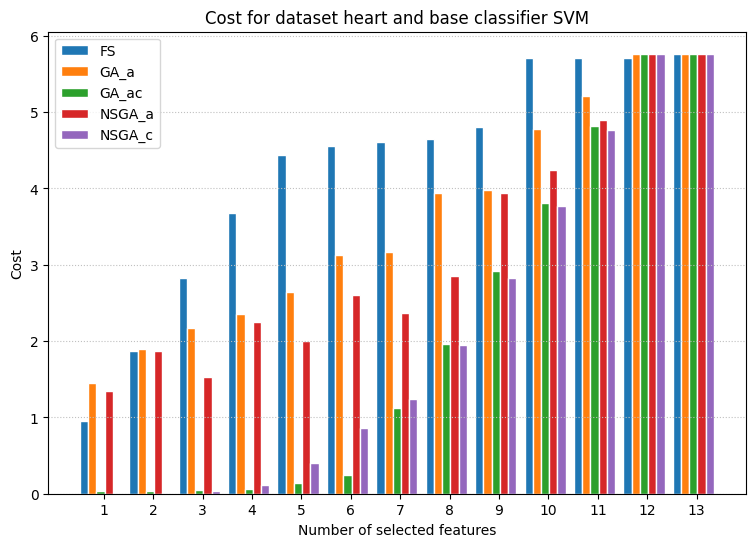 Cost for dataset heart and base classifier SVM
FS
GA_a
GA_ac
NSGA_a
NSGA_c
Cost
6
5
4
3
2
1
0
1 2 3 4 5 6 7 8 9 10 11 12 13
Number of selected features